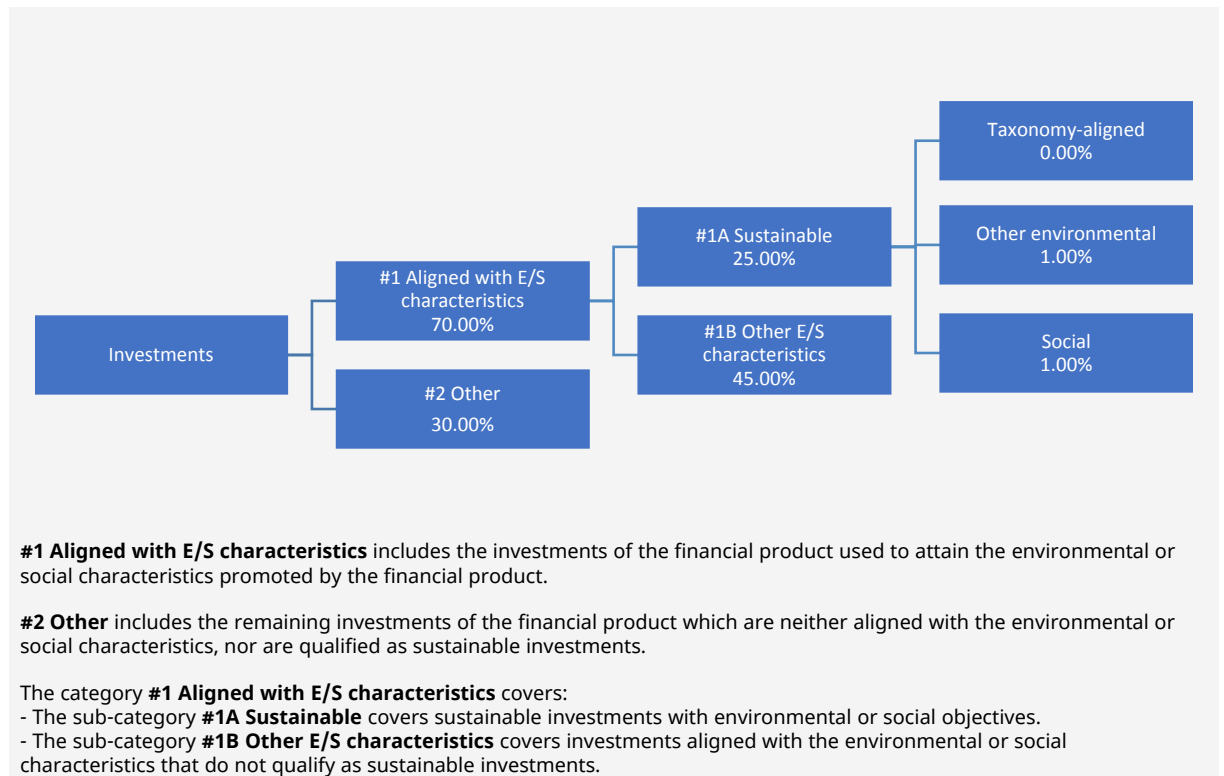 Investments
#1 Aligned with E/S
characteristics
70.00%
#2 Other
30.00%
#1A Sustainable
25.00%
#1B Other E/S
characteristics
45.00%
Taxonomy-aligned
0.00%
Other environmental
1.00%
Social
1.00%
#1 Aligned with E/S characteristics includes the investments of the financial product used to attain the environmental or
social characteristics promoted by the financial product.
#2 Other includes the remaining investments of the financial product which are neither aligned with the environmental or
social characteristics, nor are qualified as sustainable investments.
The category #1 Aligned with E/S characteristics covers:
- The sub-category #1A Sustainable covers sustainable investments with environmental or social objectives.
- The sub-category #1B Other E/S characteristics covers investments aligned with the environmental or social
characteristics that do not qualify as sustainable investments.